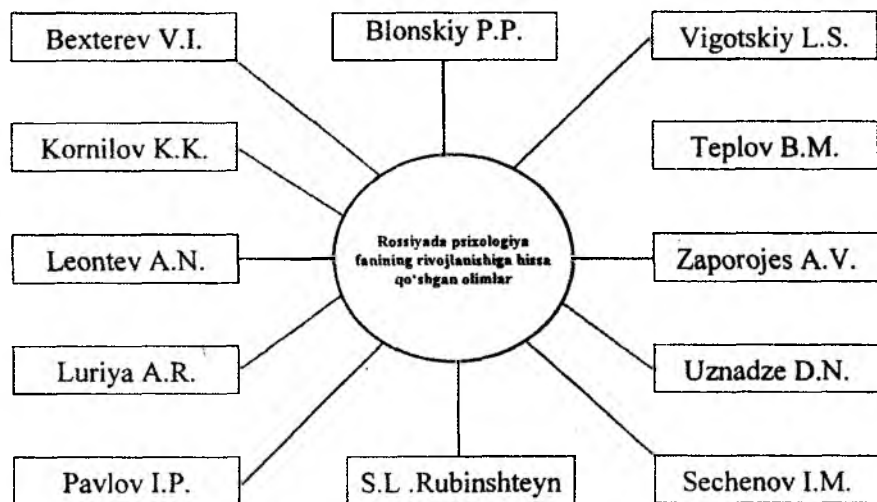 Bexterev V.I.
Blonskiy P.P.
Vigotskiy L.S.
Kornilov K.K.
Teplov B.M.
Rossiyada psixologiya
fanining rivojlanishiga hissa
qo‘shgan olimlar
Leontev A.N.
Zaporojes A.V.
Luriya A.R.
Uznadze D.N.
Pavlov I.P.
S.L .Rubinshteyn
Sechenov I.M.